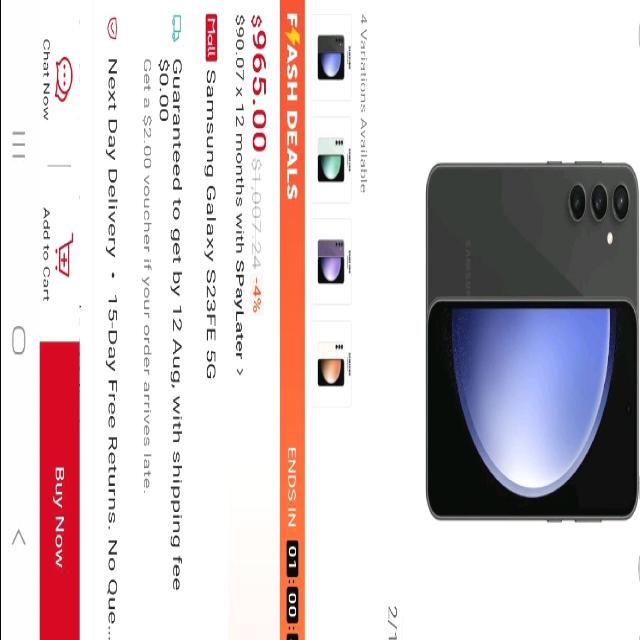 2/1
4 Variations Available
F⚡ASH DEALS ENDS IN 01 : 00 :
$965.00 $1,007.24 -4%
$90.07 x 12 months with SPayLater >
Mall Samsung Galaxy S23FE 5G
Guaranteed to get by 12 Aug, with shipping fee
$0.00
Get a $2.00 voucher if your order arrives late.
Next Day Delivery • 15-Day Free Returns. No Que...
Chat Now
Add to Cart
Buy Now